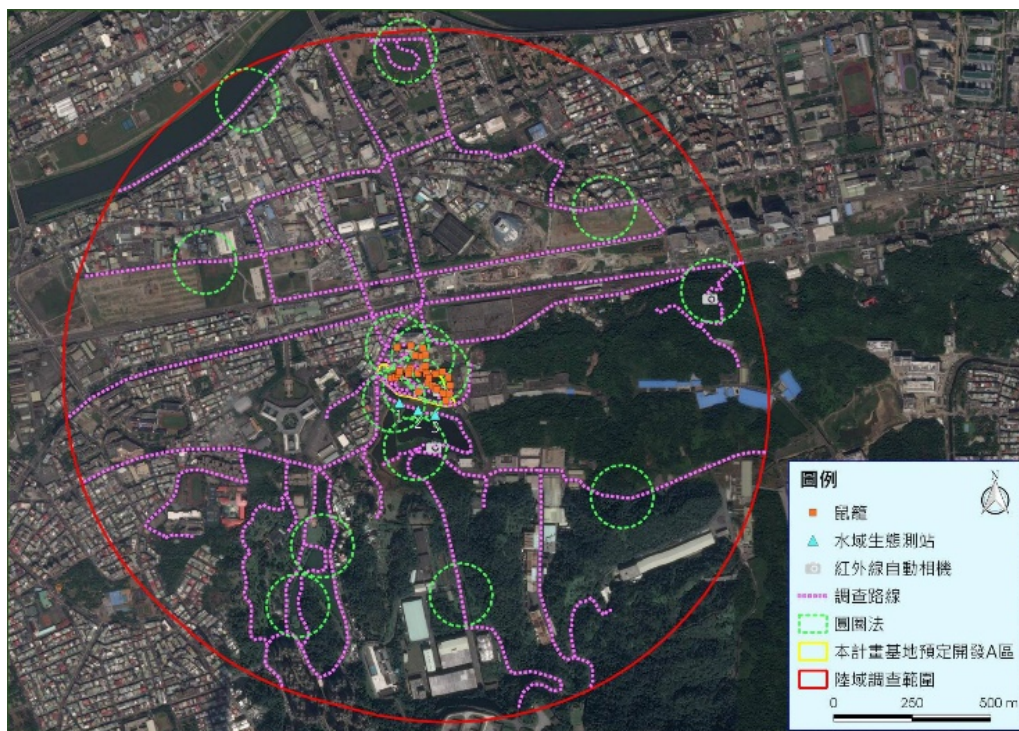 圖例
N
鼠籠
水域生態測站
紅外線自動相機
調查路線
圓圈法
本計畫基地預定開發A區
陸域調查範圍
0 250 500 m